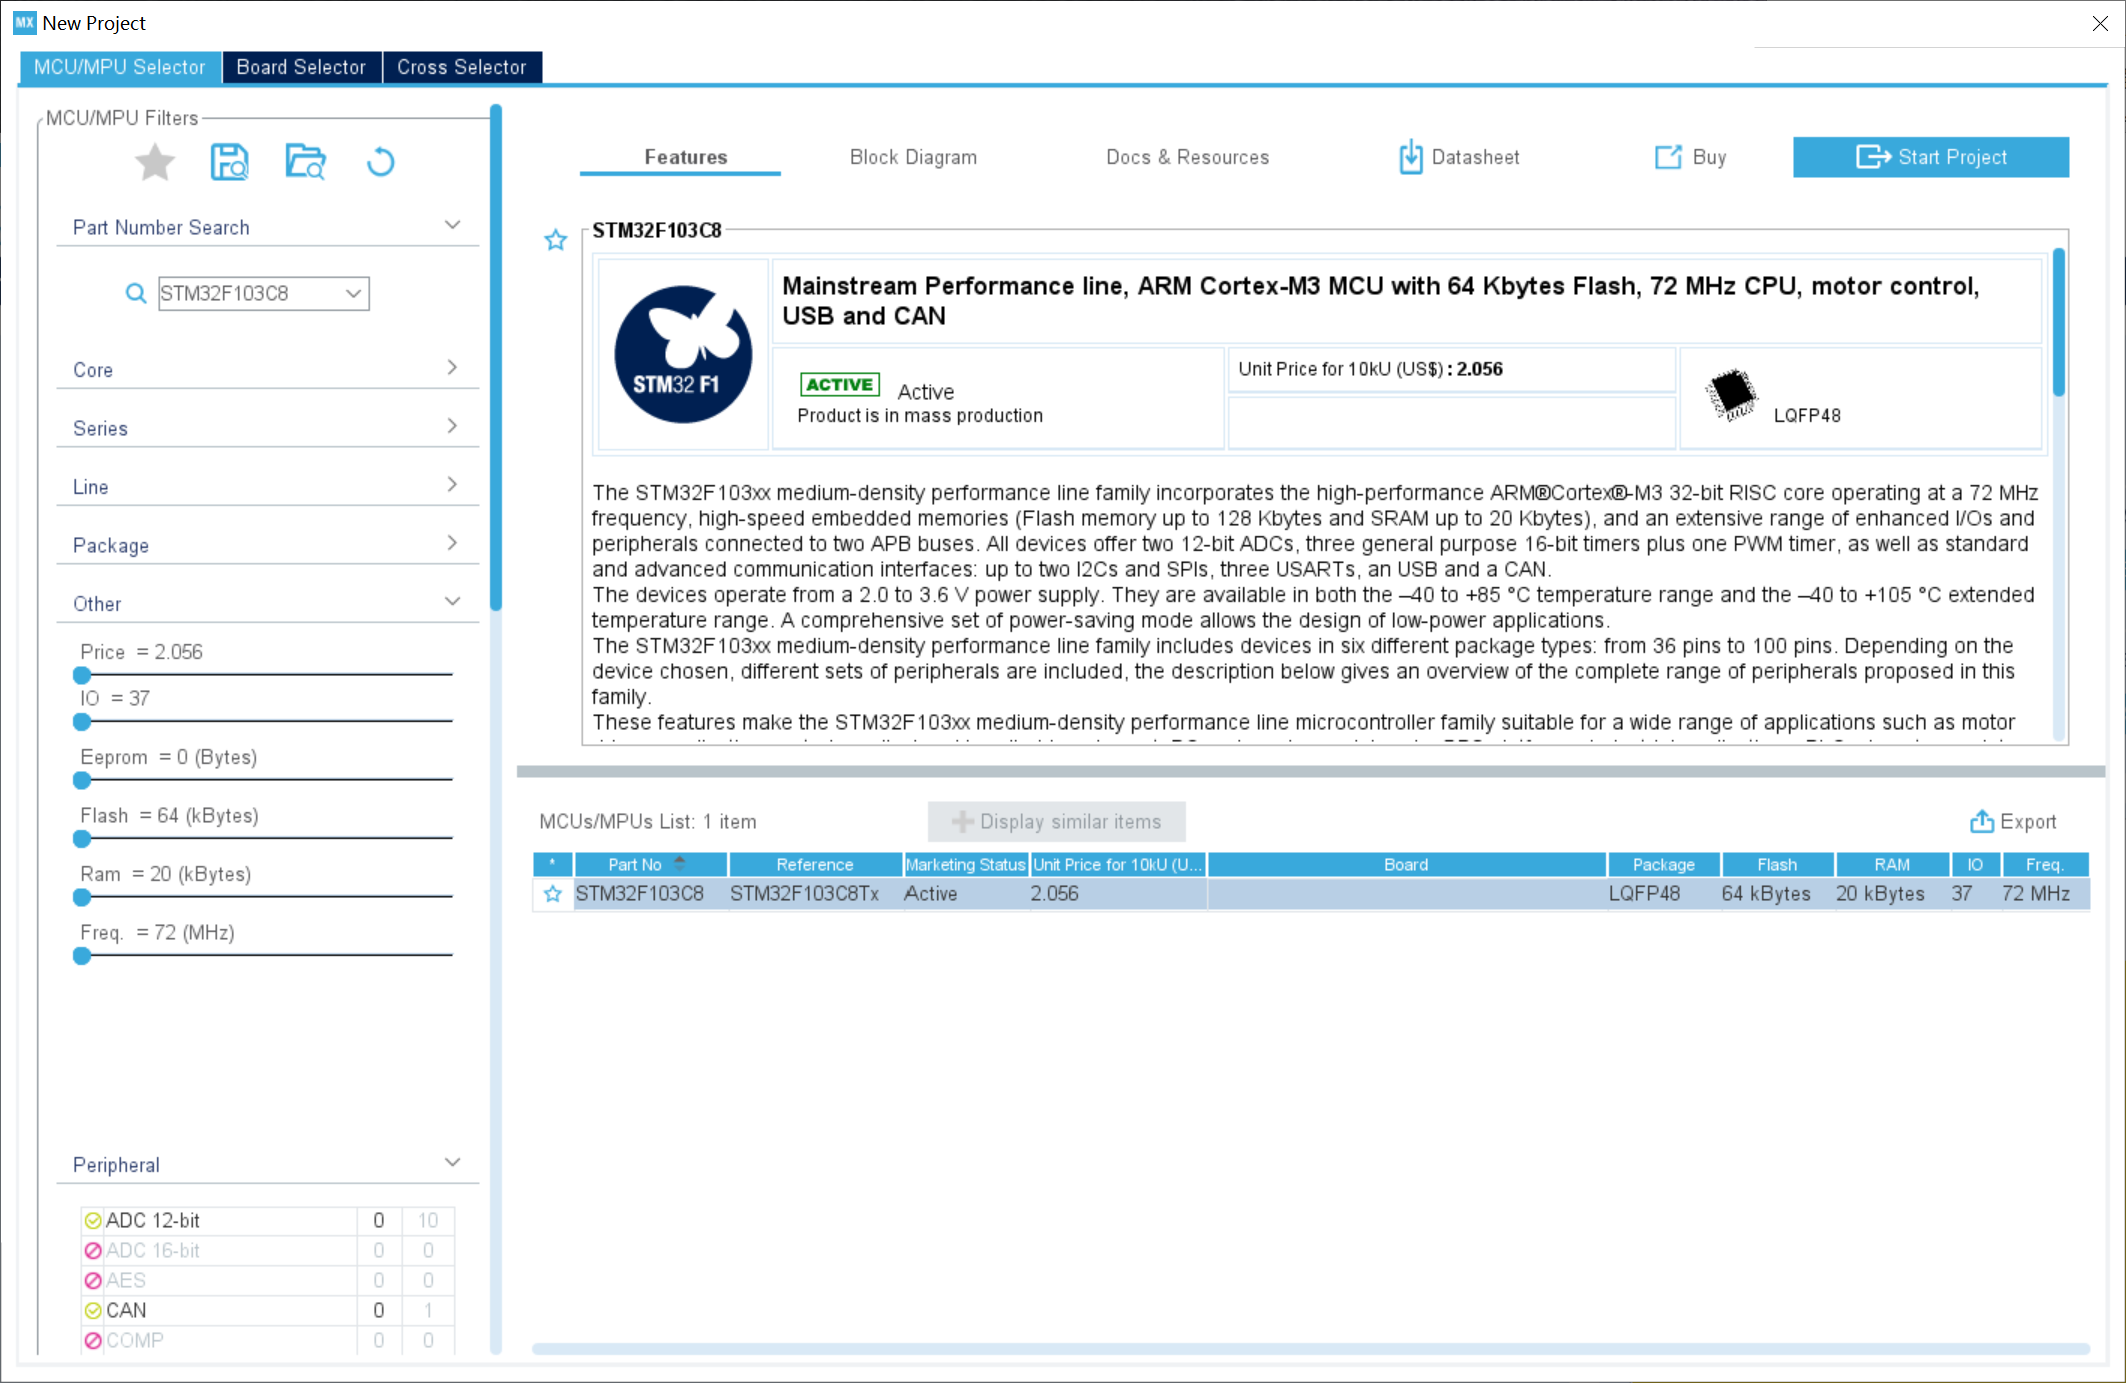 MX New Project
MCU/MPU Selector
Board Selector
Cross Selector
MCU/MPU Filters
Part Number Search
STM32F103C8
Core
Series
Line
Package
Other
Price = 2.056
IO = 37
Eeprom = 0 (Bytes)
Flash = 64 (kBytes)
Ram = 20 (kBytes)
Freq. = 72 (MHz)
Peripheral
ADC 12-bit 0 10
ADC 16-bit 0 0
AES 0 0
CAN 0 1
COMP 0 0
Features
Block Diagram
Docs & Resources
Datasheet
Buy
Start Project
STM32F103C8
STM32 F1
Mainstream Performance line, ARM Cortex-M3 MCU with 64 Kbytes Flash, 72 MHz CPU, motor control,
USB and CAN
ACTIVE Active
Product is in mass production
Unit Price for 10kU (US$) : 2.056
LQFP48
The STM32F103xx medium-density performance line family incorporates the high-performance ARM®Cortex®-M3 32-bit RISC core operating at a 72 MHz
frequency, high-speed embedded memories (Flash memory up to 128 Kbytes and SRAM up to 20 Kbytes), and an extensive range of enhanced I/Os and
peripherals connected to two APB buses. All devices offer two 12-bit ADCs, three general purpose 16-bit timers plus one PWM timer, as well as standard
and advanced communication interfaces: up to two I2Cs and SPIs, three USARTs, an USB and a CAN.
The devices operate from a 2.0 to 3.6 V power supply. They are available in both the –40 to +85 °C temperature range and the –40 to +105 °C extended
temperature range. A comprehensive set of power-saving mode allows the design of low-power applications.
The STM32F103xx medium-density performance line family includes devices in six different package types: from 36 pins to 100 pins. Depending on the
device chosen, different sets of peripherals are included, the description below gives an overview of the complete range of peripherals proposed in this
family.
These features make the STM32F103xx medium-density performance line microcontroller family suitable for a wide range of applications such as motor
MCUs/MPUs List: 1 item
Display similar items
Export
* Part No Reference Marketing Status Unit Price for 10kU (U... Board Package Flash RAM IO Freq.
STM32F103C8 STM32F103C8Tx Active 2.056 LQFP48 64 kBytes 20 kBytes 37 72 MHz